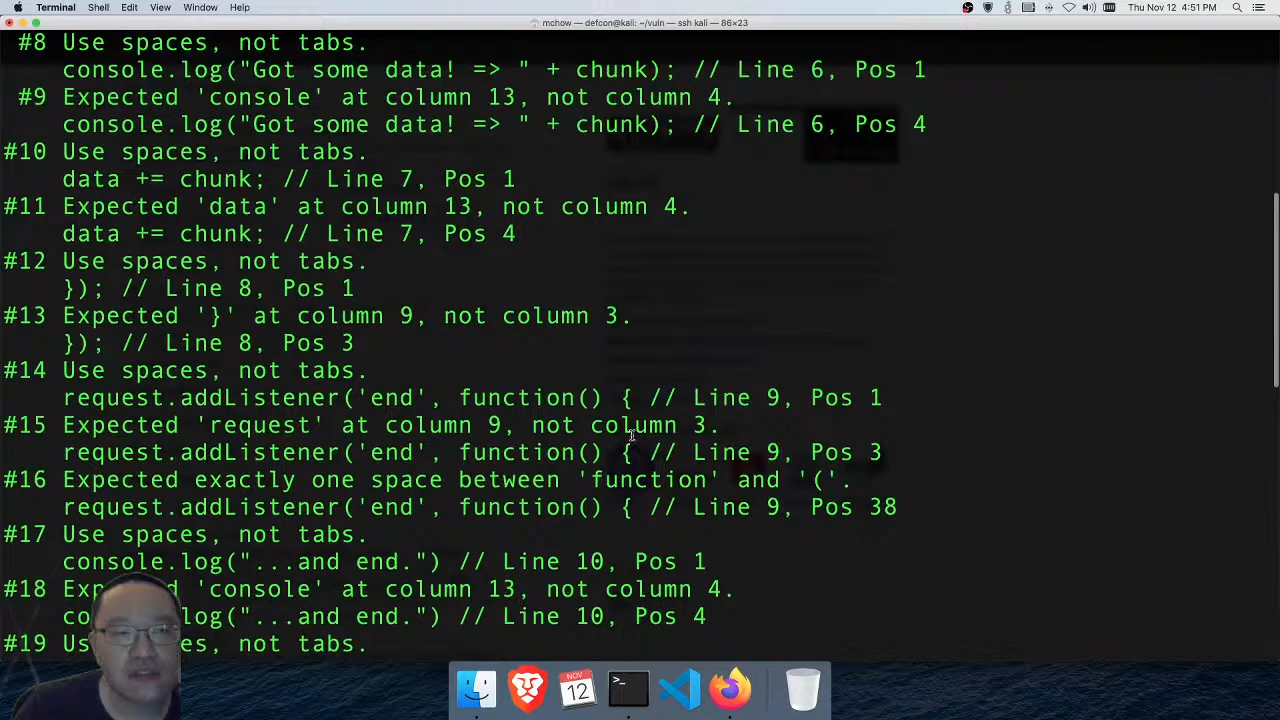 Terminal Shell Edit View Window Help Thu Nov 12 4:51 PM
mchow — defcon@kali: ~/vuln — ssh kali — 86×23
#8 Use spaces, not tabs.
console.log("Got some data! => " + chunk); // Line 6, Pos 1
#9 Expected 'console' at column 13, not column 4.
console.log("Got some data! => " + chunk); // Line 6, Pos 4
#10 Use spaces, not tabs.
data += chunk; // Line 7, Pos 1
#11 Expected 'data' at column 13, not column 4.
data += chunk; // Line 7, Pos 4
#12 Use spaces, not tabs.
}); // Line 8, Pos 1
#13 Expected '}' at column 9, not column 3.
}); // Line 8, Pos 3
#14 Use spaces, not tabs.
request.addListener('end', function() { // Line 9, Pos 1
#15 Expected 'request' at column 9, not column 3.
request.addListener('end', function() { // Line 9, Pos 3
#16 Expected exactly one space between 'function' and '('.
request.addListener('end', function() { // Line 9, Pos 38
#17 Use spaces, not tabs.
console.log("...and end.") // Line 10, Pos 1
#18 Expected 'console' at column 13, not column 4.
console.log("...and end.") // Line 10, Pos 4
#19 Use spaces, not tabs.
NOV
12
>_